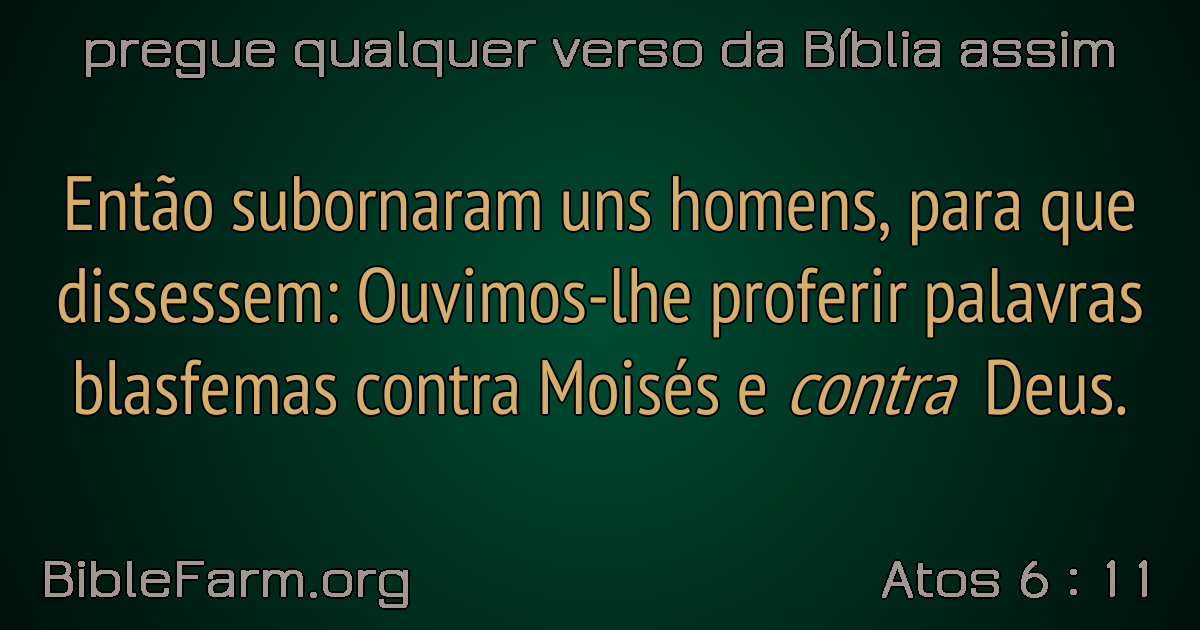 pregue qualquer verso da Bíblia assim
Então subornaram uns homens, para que
dissessem: Ouvimos-lhe proferir palavras
blasfemas contra Moisés e contra Deus.
BibleFarm.org
Atos 6 : 11